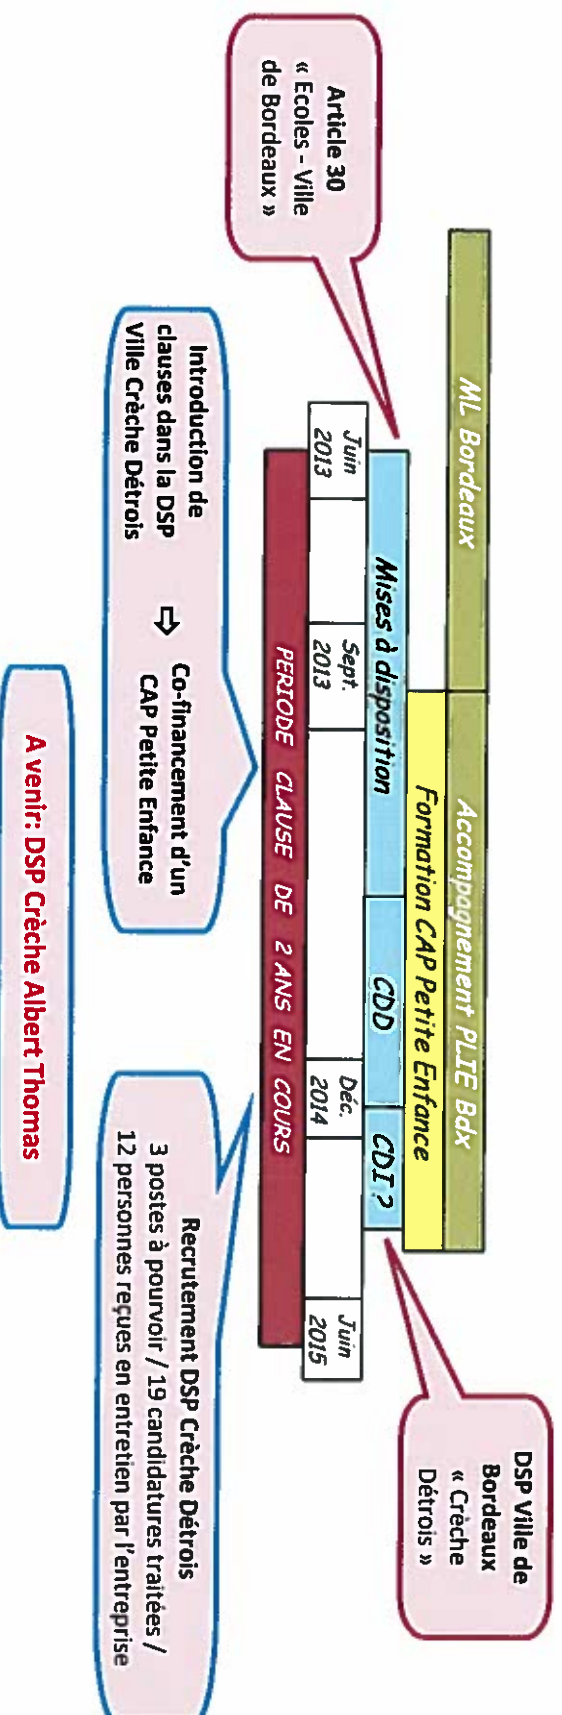 Article 30
« Ecoles - Ville
de Bordeaux »
DSP Ville de
Bordeaux
« Crèche
Détrois »
ML Bordeaux
Accompagnement PLIE Bdx
Formation CAP Petite Enfance
Mises à disposition
CDD
CDI ?
Juin
2013
Sept.
2013
Déc.
2014
Juin
2015
PERIODE CLAUSE DE 2 ANS EN COURS
Introduction de
clauses dans la DSP
Ville Crèche Détrois
⇨
Co-financement d'un
CAP Petite Enfance
Recrutement DSP Crèche Détrois
3 postes à pourvoir / 19 candidatures traitées /
12 personnes reçues en entretien par l'entreprise
A venir: DSP Crèche Albert Thomas